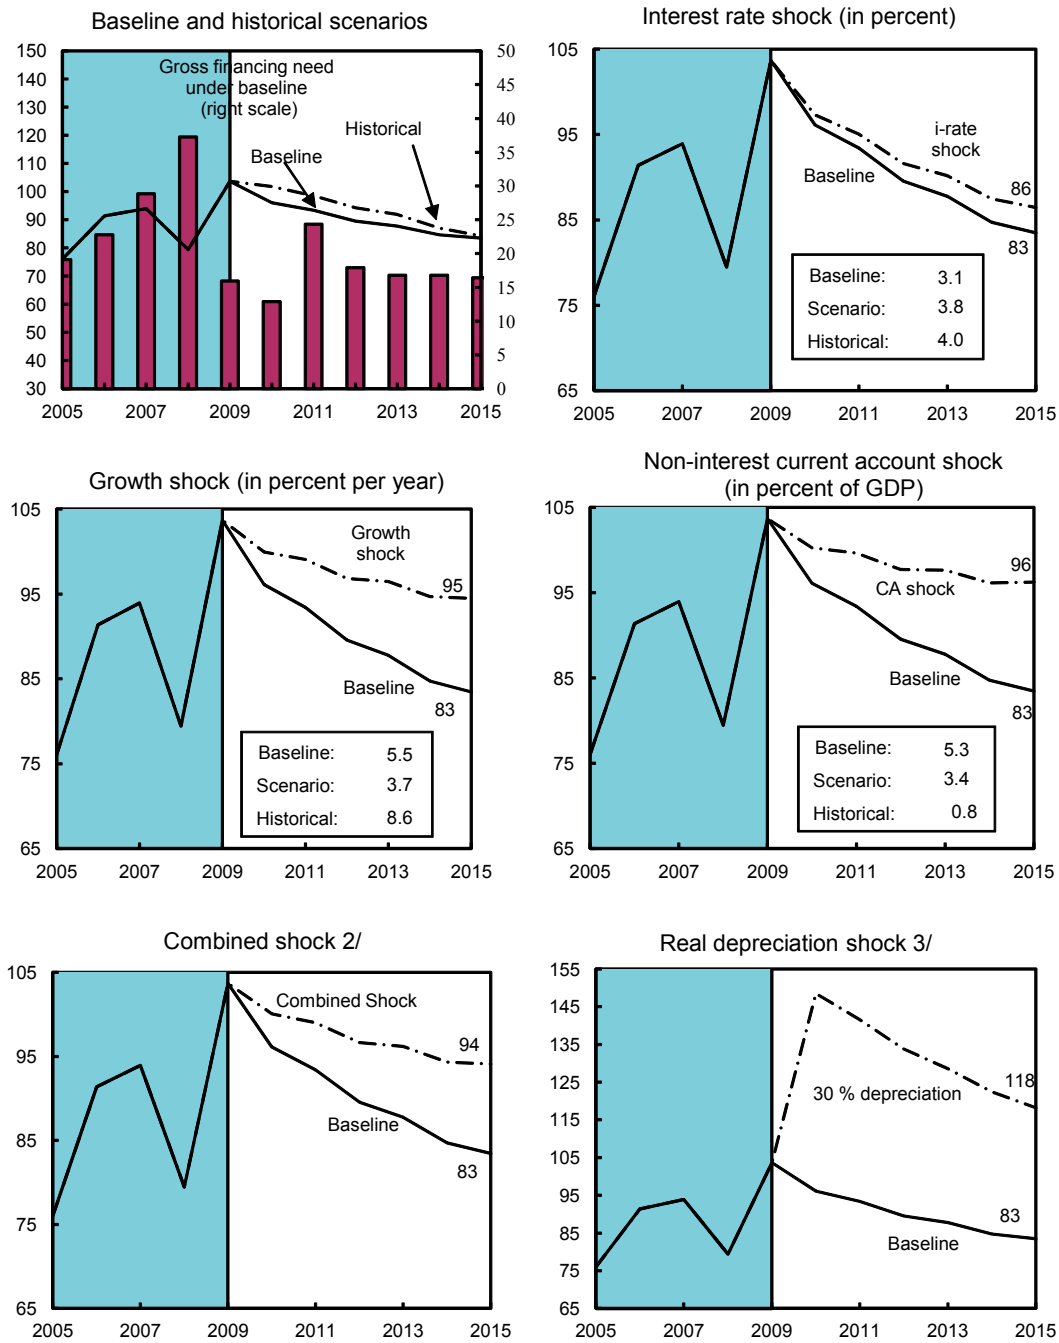 Baseline and historical scenarios
150
140
130
120
110
100
90
80
70
60
50
40
30
50
45
40
35
30
25
20
15
10
5
0
Gross financing need
under baseline
(right scale)
Historical
Baseline
2005 2007 2009 2011 2013 2015
Interest rate shock (in percent)
105
95
85
75
65
i-rate
shock
Baseline
86
83
Baseline: 3.1
Scenario: 3.8
Historical: 4.0
2005 2007 2009 2011 2013 2015
Growth shock (in percent per year)
105
95
85
75
65
Growth
shock
95
Baseline
83
Baseline: 5.5
Scenario: 3.7
Historical: 8.6
2005 2007 2009 2011 2013 2015
Non-interest current account shock
(in percent of GDP)
105
95
85
75
65
96
CA shock
Baseline
83
Baseline: 5.3
Scenario: 3.4
Historical: 0.8
2005 2007 2009 2011 2013 2015
Combined shock 2/
105
95
85
75
65
Combined Shock
94
Baseline
83
2005 2007 2009 2011 2013 2015
Real depreciation shock 3/
155
145
135
125
115
105
95
85
75
65
118
30 % depreciation
83
Baseline
2005 2007 2009 2011 2013 2015